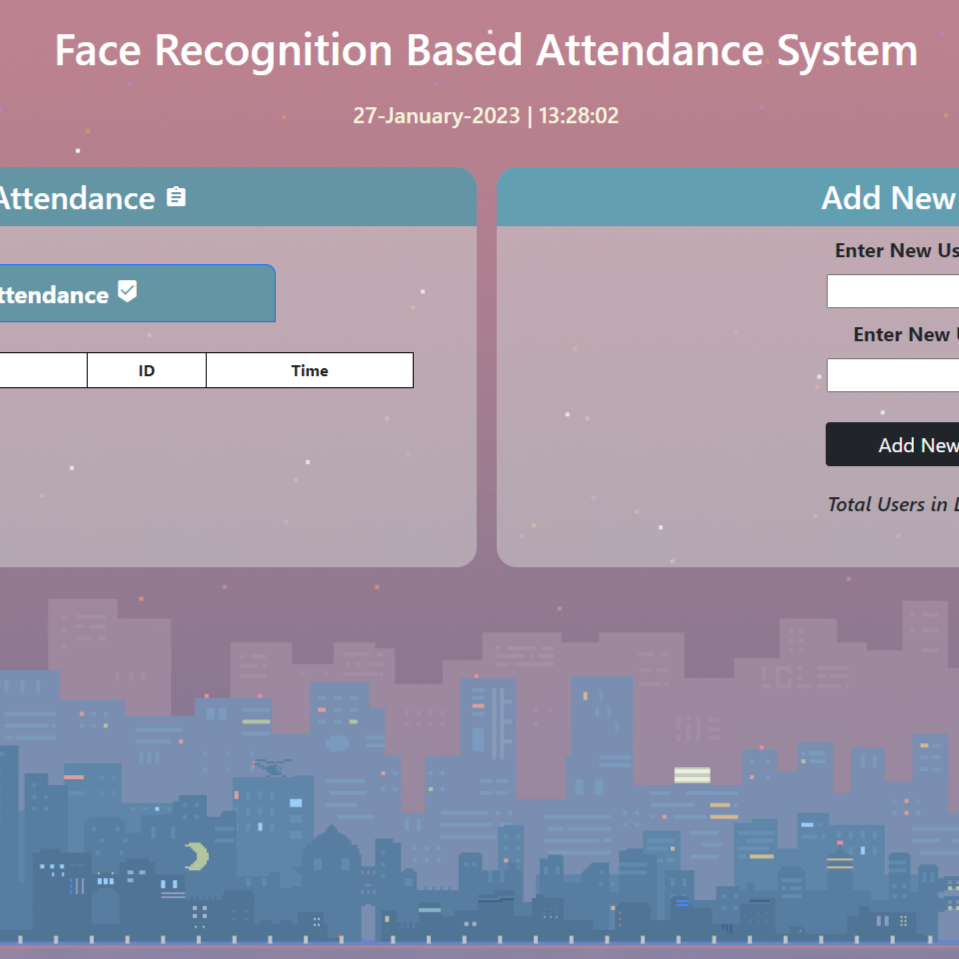 Face Recognition Based Attendance System
27-January-2023 | 13:28:02
Attendance
ttendance
ID Time
Add New
Enter New Us
Enter New
Add New
Total Users in